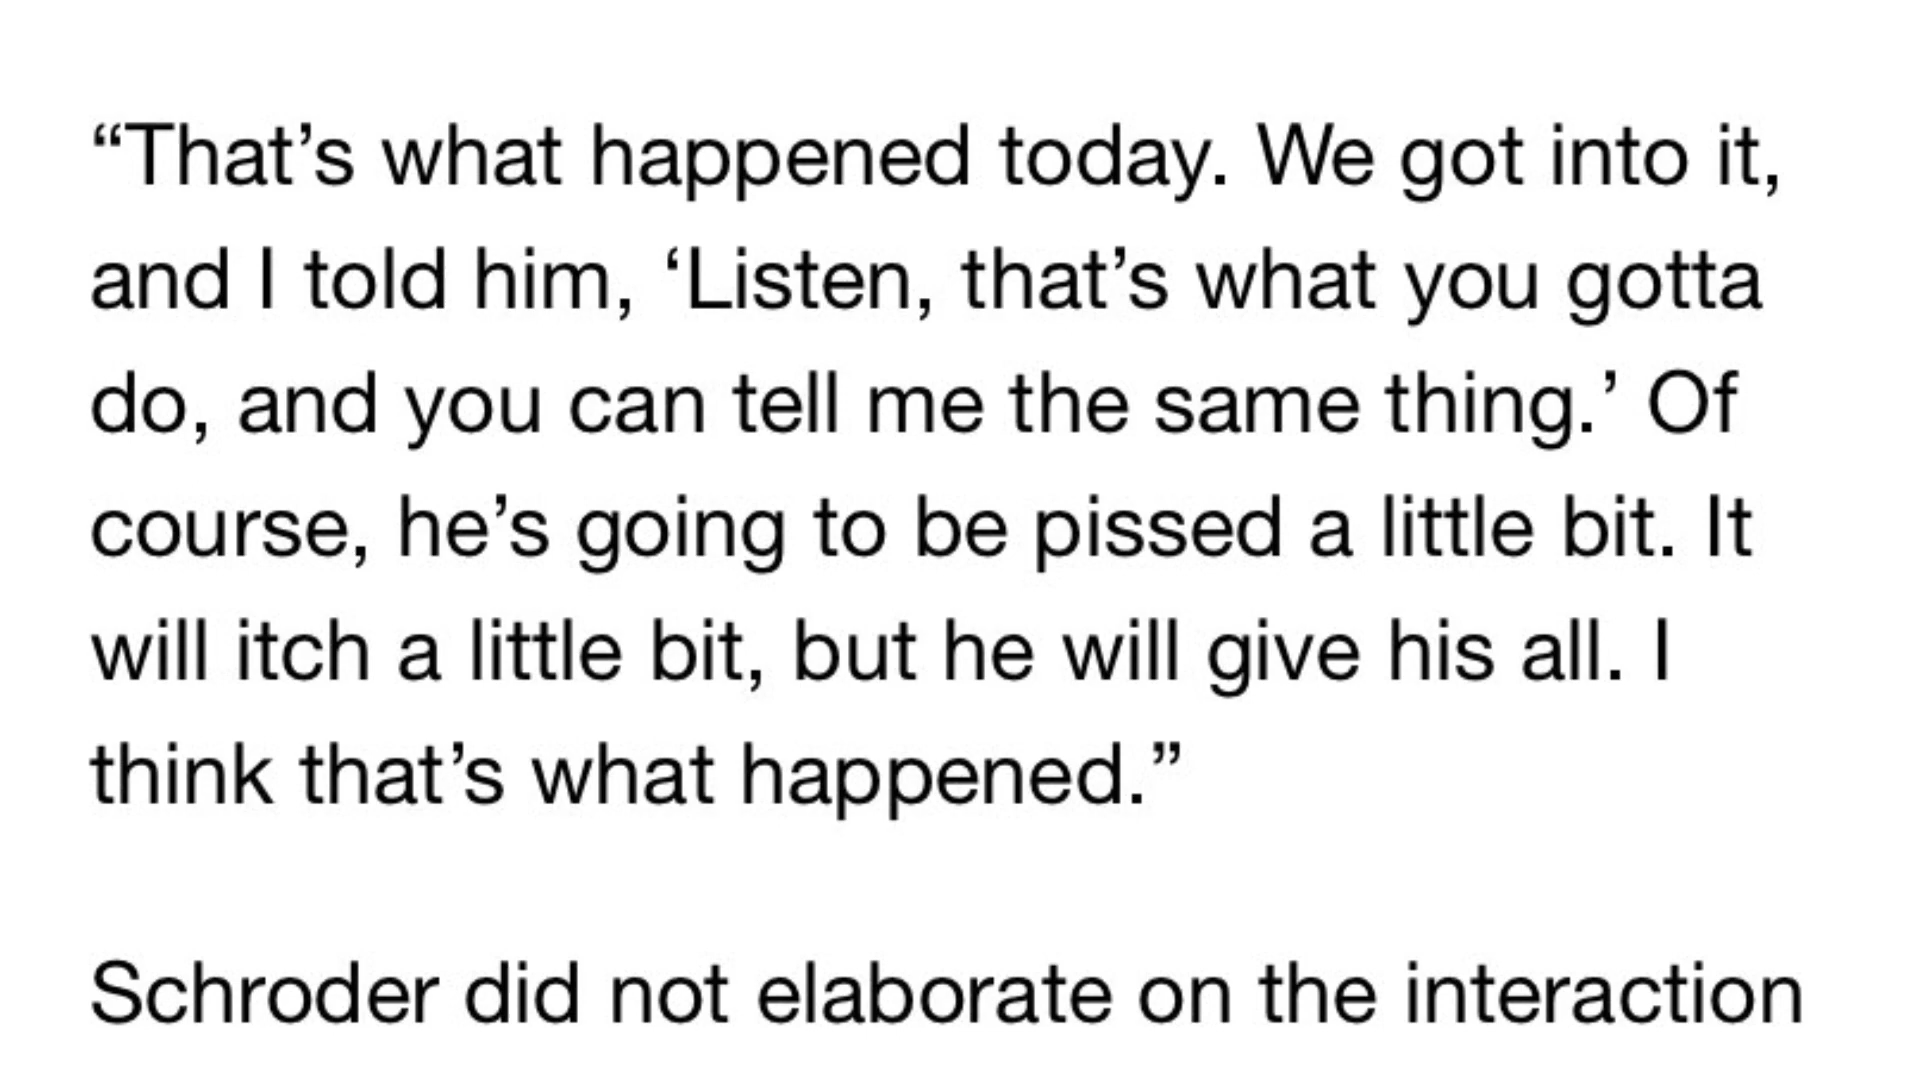 “That’s what happened today. We got into it,
and I told him, ‘Listen, that’s what you gotta
do, and you can tell me the same thing.’ Of
course, he’s going to be pissed a little bit. It
will itch a little bit, but he will give his all. I
think that’s what happened.”
Schroder did not elaborate on the interaction